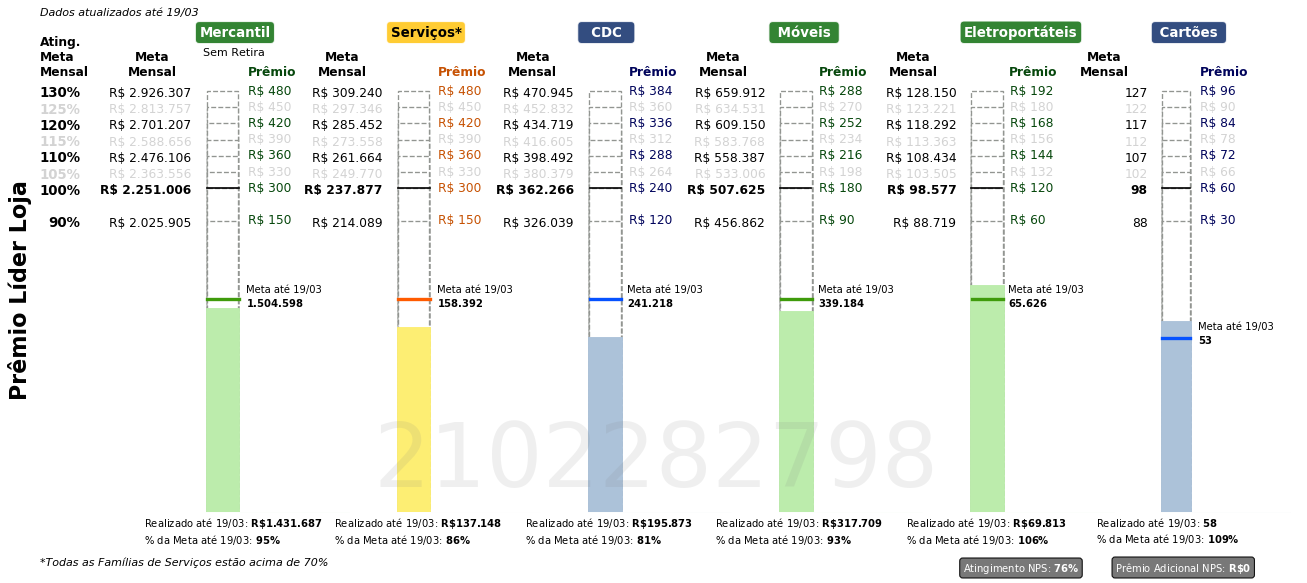 Dados atualizados até 19/03
Mercantil Serviços* CDC Móveis Eletroportáteis Cartões
Sem Retira
Ating. Meta Mensal Meta Mensal Prêmio Meta Mensal Prêmio Meta Mensal Prêmio Meta Mensal Prêmio Meta Mensal Prêmio Meta Mensal Prêmio
130% R$ 2.926.307 R$ 480 R$ 309.240 R$ 480 R$ 470.945 R$ 384 R$ 659.912 R$ 288 R$ 128.150 R$ 192 127 R$ 96
125% R$ 2.813.757 R$ 450 R$ 297.346 R$ 450 R$ 452.832 R$ 360 R$ 634.531 R$ 270 R$ 123.221 R$ 180 122 R$ 90
120% R$ 2.701.207 R$ 420 R$ 285.452 R$ 420 R$ 434.719 R$ 336 R$ 609.150 R$ 252 R$ 118.292 R$ 168 117 R$ 84
115% R$ 2.588.656 R$ 390 R$ 273.558 R$ 390 R$ 416.605 R$ 312 R$ 583.768 R$ 234 R$ 113.363 R$ 156 112 R$ 78
110% R$ 2.476.106 R$ 360 R$ 261.664 R$ 360 R$ 398.492 R$ 288 R$ 558.387 R$ 216 R$ 108.434 R$ 144 107 R$ 72
105% R$ 2.363.556 R$ 330 R$ 249.770 R$ 330 R$ 380.379 R$ 264 R$ 533.006 R$ 198 R$ 103.505 R$ 132 102 R$ 66
100% R$ 2.251.006 R$ 300 R$ 237.877 R$ 300 R$ 362.266 R$ 240 R$ 507.625 R$ 180 R$ 98.577 R$ 120 98 R$ 60
90% R$ 2.025.905 R$ 150 R$ 214.089 R$ 150 R$ 326.039 R$ 120 R$ 456.862 R$ 90 R$ 88.719 R$ 60 88 R$ 30
Prêmio Líder Loja
Meta até 19/03 Meta até 19/03 Meta até 19/03 Meta até 19/03 Meta até 19/03
1.504.598 158.392 241.218 339.184 65.626
Meta até 19/03
53
2102282798
Realizado até 19/03: R$1.431.687 Realizado até 19/03: R$137.148 Realizado até 19/03: R$195.873 Realizado até 19/03: R$317.709 Realizado até 19/03: R$69.813 Realizado até 19/03: 58
% da Meta até 19/03: 95% % da Meta até 19/03: 86% % da Meta até 19/03: 81% % da Meta até 19/03: 93% % da Meta até 19/03: 106% % da Meta até 19/03: 109%
*Todas as Famílias de Serviços estão acima de 70% Atingimento NPS: 76% Prêmio Adicional NPS: R$0